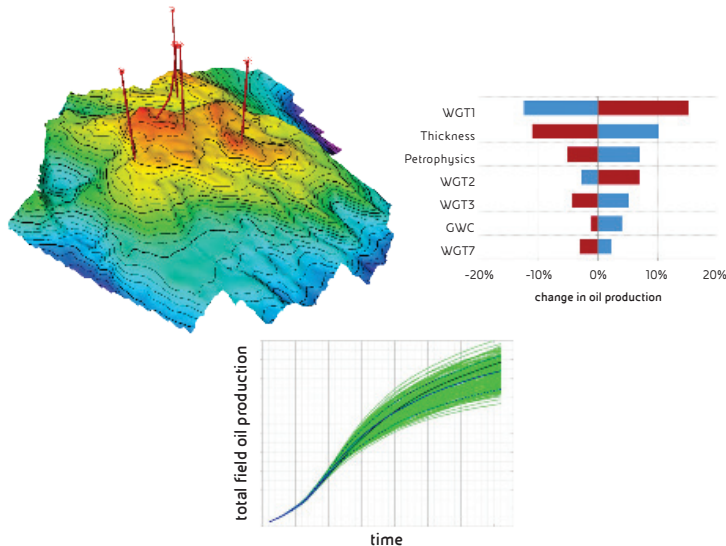 WGT1
Thickness
Petrophysics
WGT2
WGT3
GWC
WGT7
-20% -10% 0% 10% 20%
change in oil production
total field oil production
time